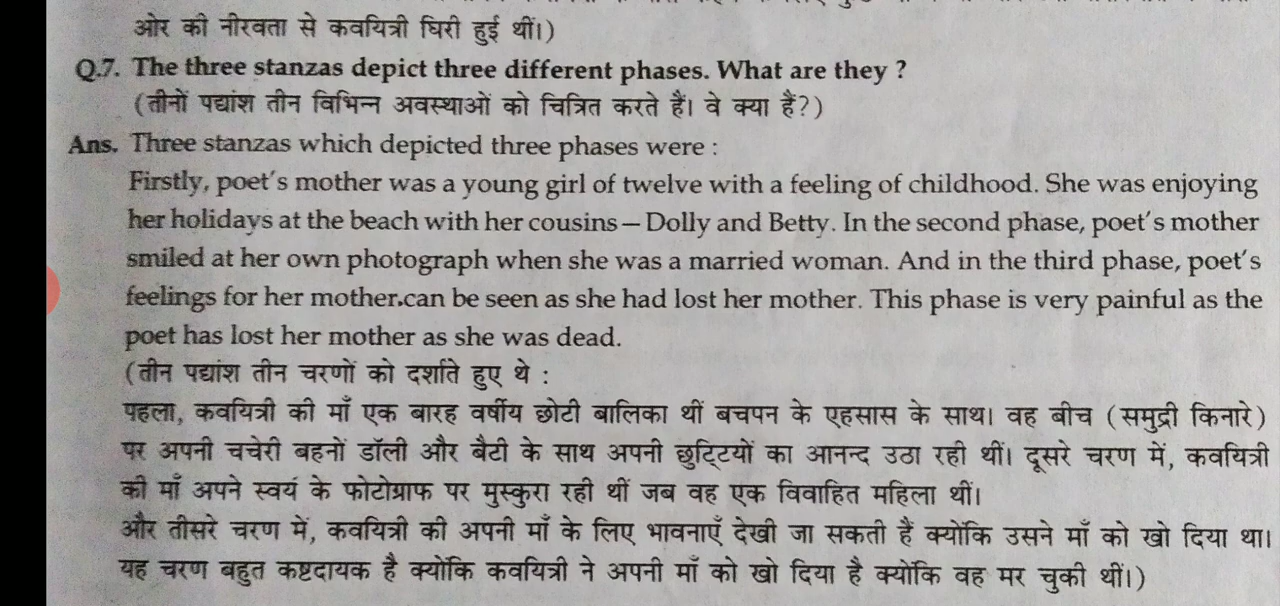 ओर की नीरवता से कवयित्री घिरी हुई थीं।)
Q.7. The three stanzas depict three different phases. What are they ?
(तीनों पद्यांश तीन विभिन्न अवस्थाओं को चित्रित करते हैं। वे क्या हैं?)
Ans. Three stanzas which depicted three phases were :
Firstly, poet's mother was a young girl of twelve with a feeling of childhood. She was enjoying
her holidays at the beach with her cousins – Dolly and Betty. In the second phase, poet's mother
smiled at her own photograph when she was a married woman. And in the third phase, poet's
feelings for her mother.can be seen as she had lost her mother. This phase is very painful as the
poet has lost her mother as she was dead.
(तीन पद्यांश तीन चरणों को दर्शाते हुए थे :
पहला, कवयित्री की माँ एक बारह वर्षीय छोटी बालिका थीं बचपन के एहसास के साथ। वह बीच (समुद्री किनारे)
पर अपनी चचेरी बहनों डॉली और बैटी के साथ अपनी छुट्टियों का आनन्द उठा रही थीं। दूसरे चरण में, कवयित्री
की माँ अपने स्वयं के फोटोग्राफ पर मुस्कुरा रही थीं जब वह एक विवाहित महिला थीं।
और तीसरे चरण में, कवयित्री की अपनी माँ के लिए भावनाएँ देखी जा सकती हैं क्योंकि उसने माँ को खो दिया था।
यह चरण बहुत कष्टदायक है क्योंकि कवयित्री ने अपनी माँ को खो दिया है क्योंकि वह मर चुकी थीं।)